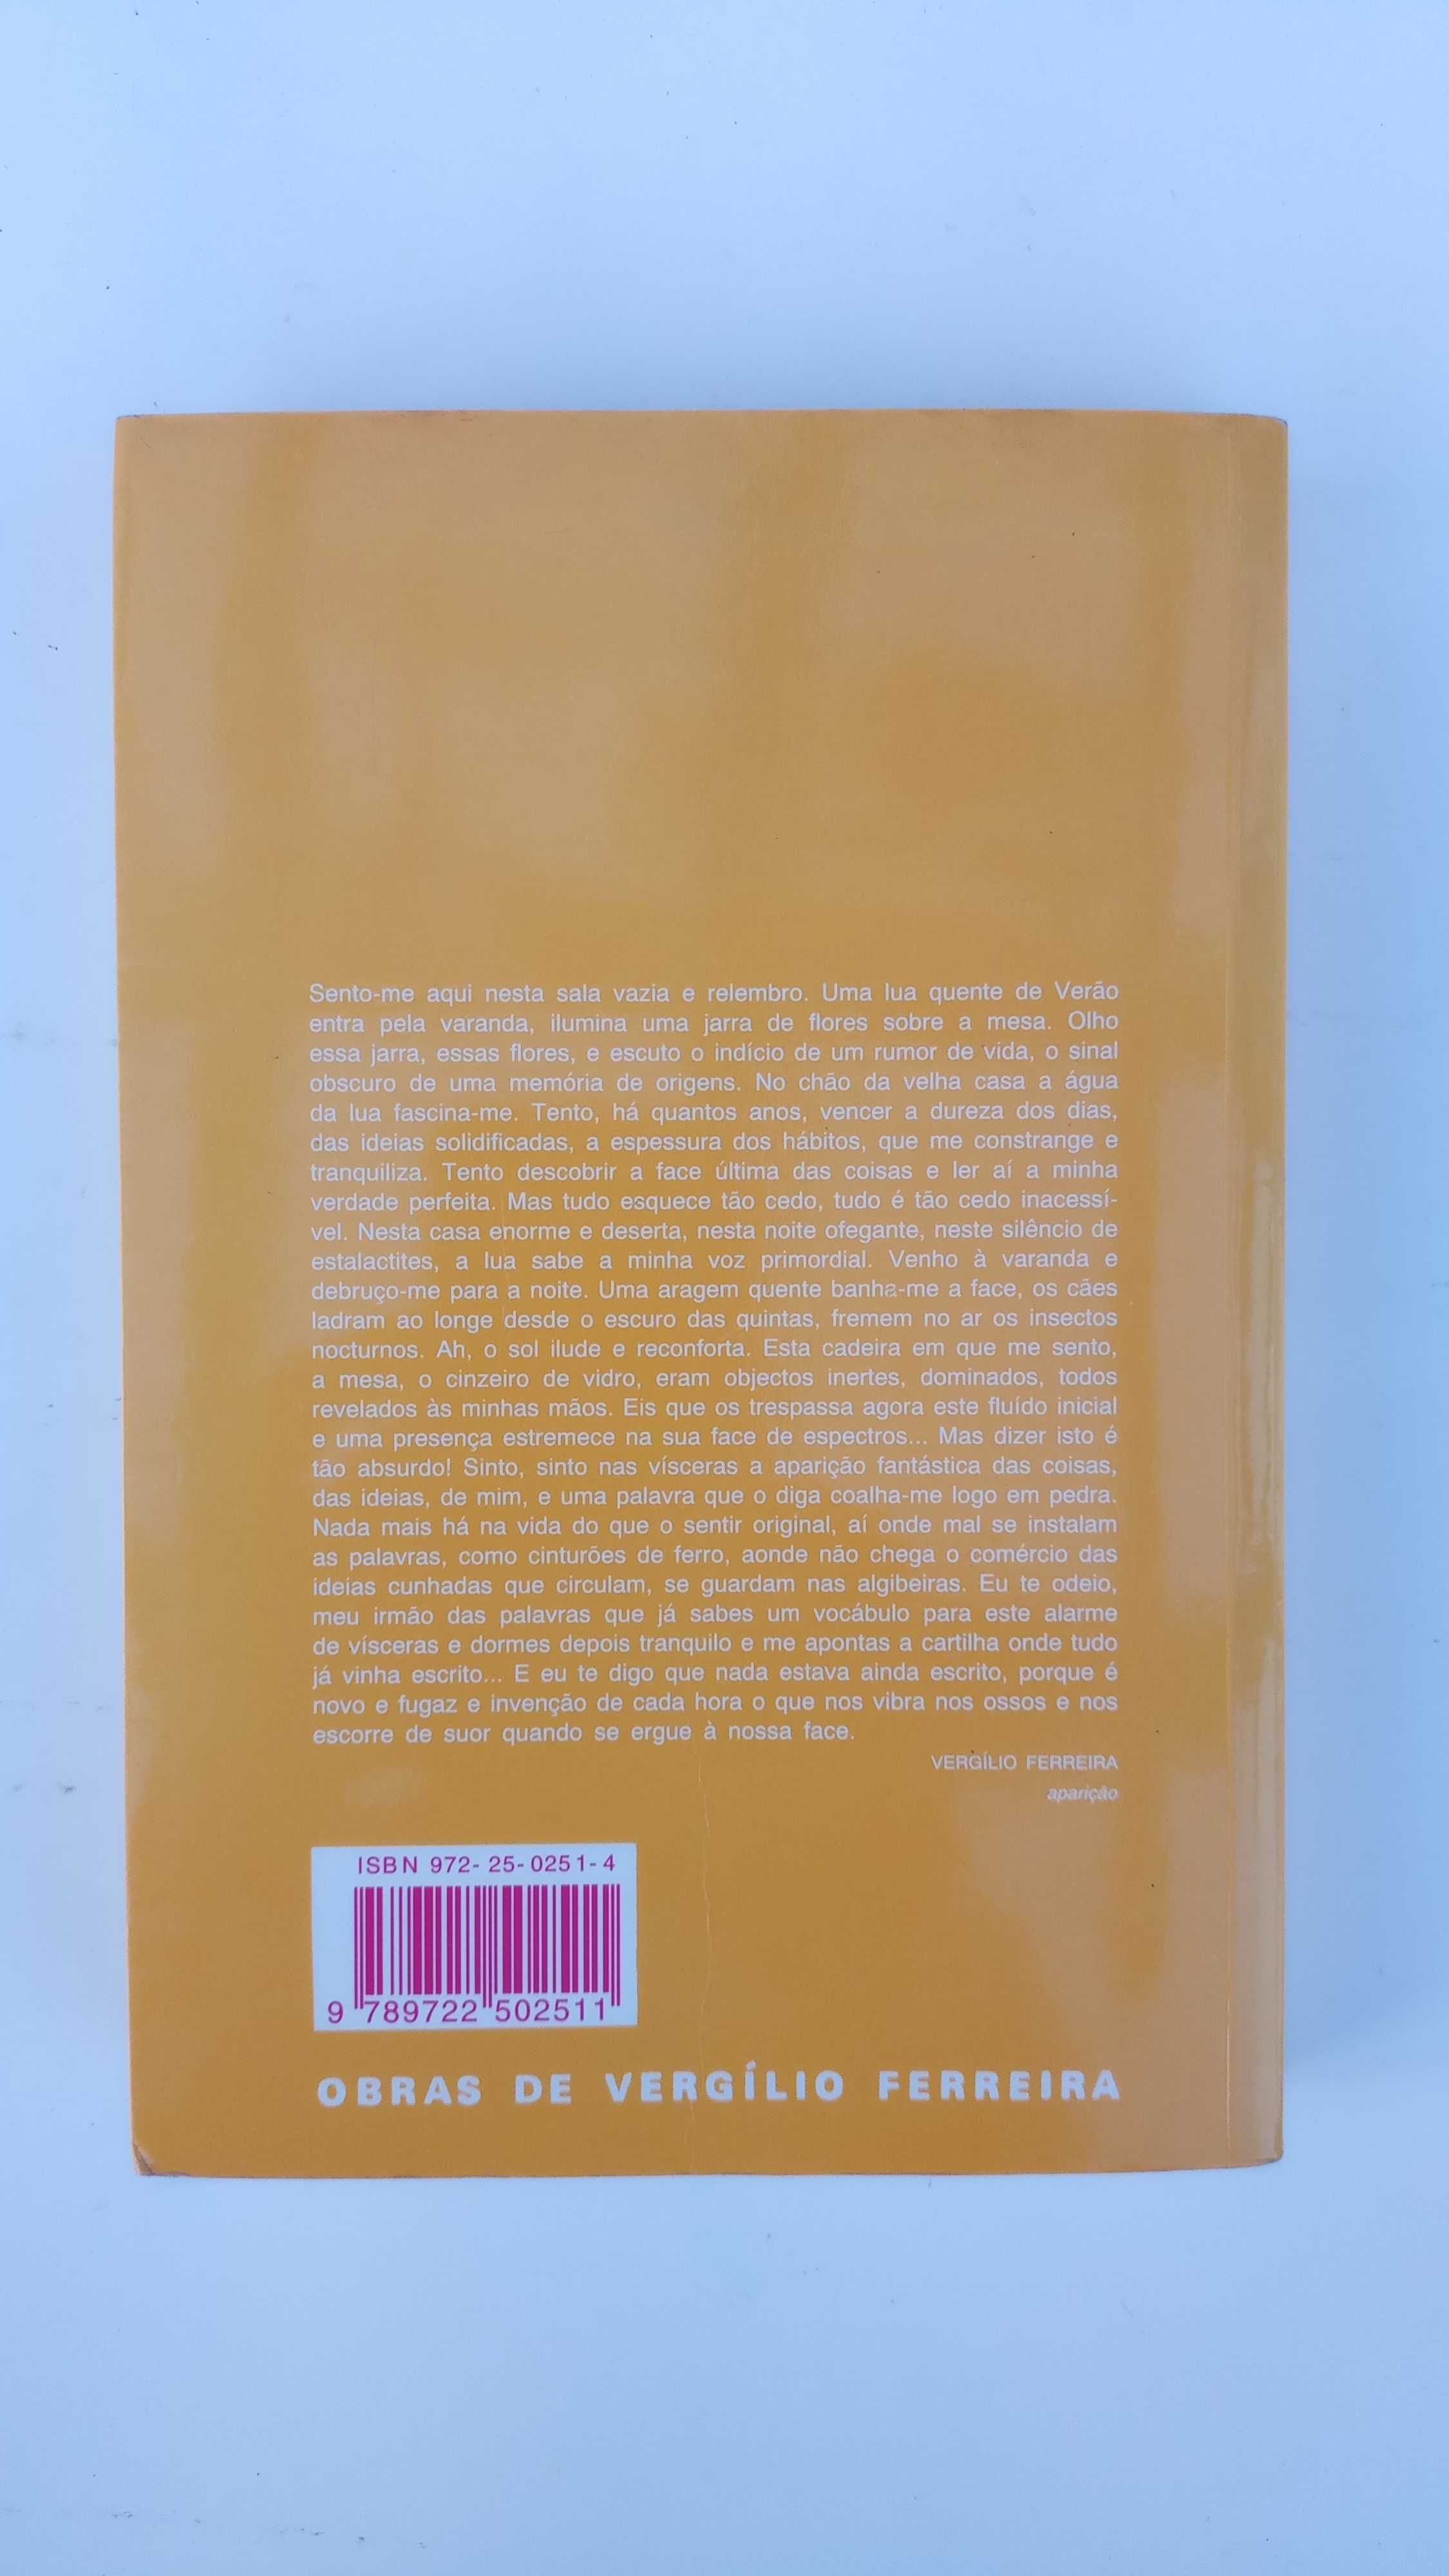 Sento-me aqui nesta sala vazia e relembro. Uma lua quente de Verão
entra pela varanda, ilumina uma jarra de flores sobre a mesa. Olho
essa jarra, essas flores, e escuto o indício de um rumor de vida, o sinal
obscuro de uma memória de origens. No chão da velha casa a água
da lua fascina-me. Tento, há quantos anos, vencer a dureza dos dias,
das ideias solidificadas, a espessura dos hábitos, que me constrange e
tranquiliza. Tento descobrir a face última das coisas e ler aí a minha
verdade perfeita. Mas tudo esquece tão cedo, tudo é tão cedo inacessí-
vel. Nesta casa enorme e deserta, nesta noite ofegante, neste silêncio de
estalactites, a lua sabe a minha voz primordial. Venho à varanda e
debruço-me para a noite. Uma aragem quente banha-me a face, os cães
ladram ao longe desde o escuro das quintas, fremem no ar os insectos
nocturnos. Ah, o sol ilude e reconforta. Esta cadeira em que me sento,
a mesa, o cinzeiro de vidro, eram objectos inertes, dominados, todos
revelados às minhas mãos. Eis que os trespassa agora este fluído inicial
e uma presença estremece na sua face de espectros... Mas dizer isto é
tão absurdo! Sinto, sinto nas vísceras a aparição fantástica das coisas,
das ideias, de mim, e uma palavra que o diga coalha-me logo em pedra.
Nada mais há na vida do que o sentir original, aí onde mal se instalam
as palavras, como cinturões de ferro, aonde não chega o comércio das
ideias cunhadas que circulam, se guardam nas algibeiras. Eu te odeio,
meu irmão das palavras que já sabes um vocábulo para este alarme
de vísceras e dormes depois tranquilo e me apontas a cartilha onde tudo
já vinha escrito... E eu te digo que nada estava ainda escrito, porque é
novo e fugaz e invenção de cada hora o que nos vibra nos ossos e nos
escorre de suor quando se ergue à nossa face.
VERGÍLIO FERREIRA
aparição
ISBN 972-25-0251-4
9 789722 502511
OBRAS DE VERGÍLIO FERREIRA